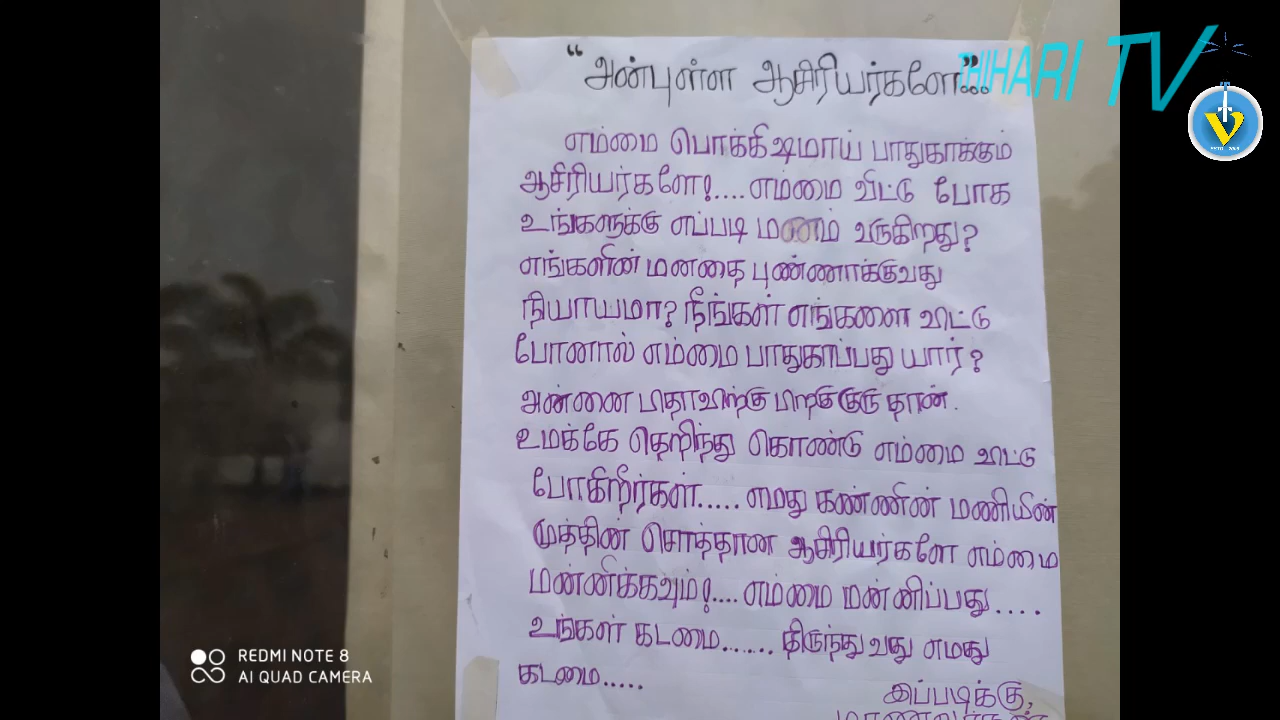 "அன்புள்ள ஆசிரியர்களே"...
THIHARI TV
எம்மை பொக்கிஷமாய் பாதுகாக்கும்
ஆசிரியர்களே!....எம்மை விட்டு போக
உங்களுக்கு எப்படி மனம் வருகிறது?
எங்களின் மனதை புண்ணாக்குவது
நியாயமா? நீங்கள் எங்களை விட்டு
போனால் எம்மை பாதுகாப்பது யார்?
அன்னை பிதாவிற்கு பிறகு குரு தான்.
உமக்கே தெறிந்து கொண்டு எம்மை விட்டு
போகிறீர்கள்..... எமது கண்ணின் மணியின்
முத்தின் சொத்தான ஆசிரியர்களே எம்மை
மன்னிக்கவும்!.... எம்மை மன்னிப்பது....
உங்கள் கடமை...... திருந்துவது எமது
கடமை.....
இப்படிக்கு,
மாணவர்கள்
V
REDMI NOTE 8
AI QUAD CAMERA